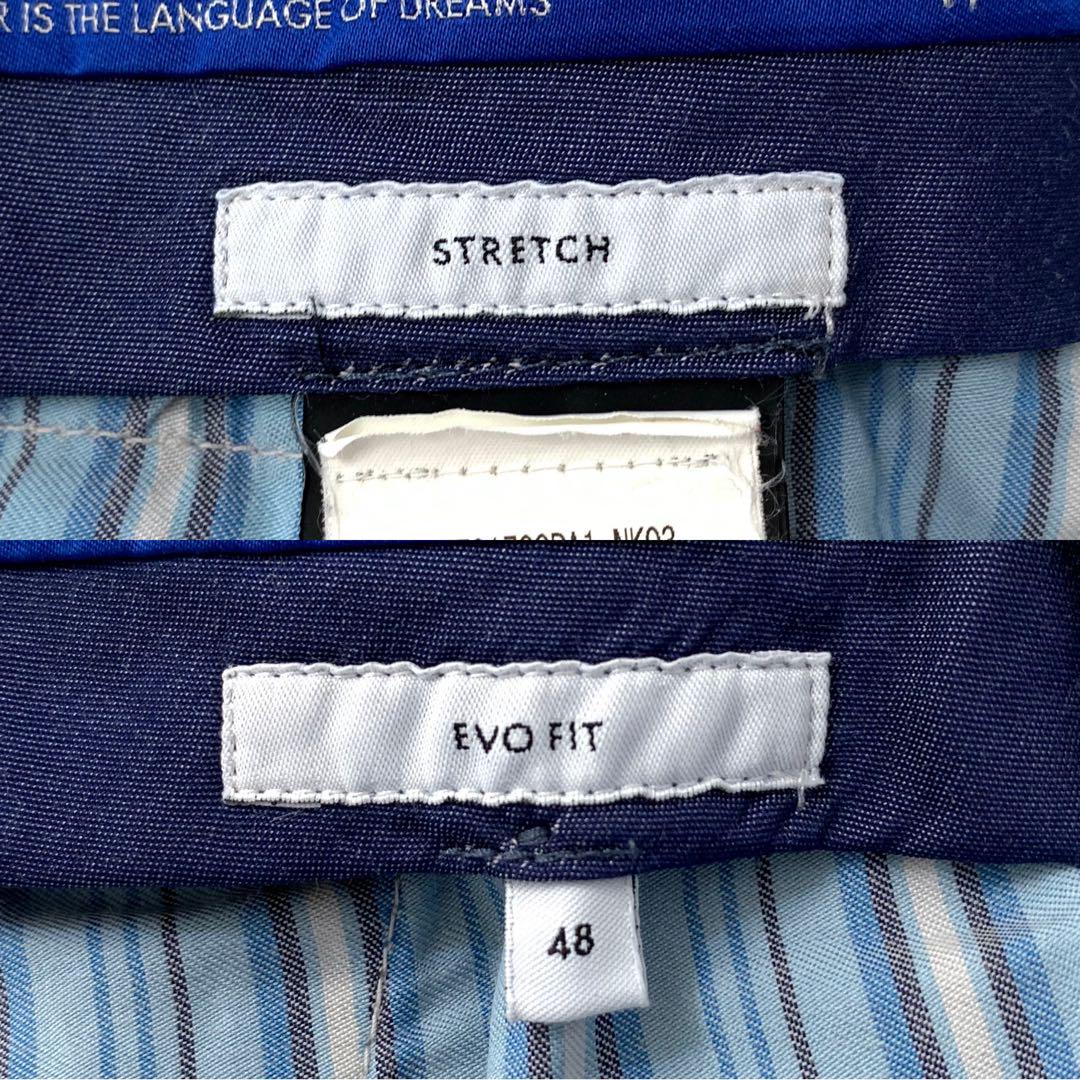 R IS THE LANGUAGE OF DREAMS
STRETCH
EVO FIT
48